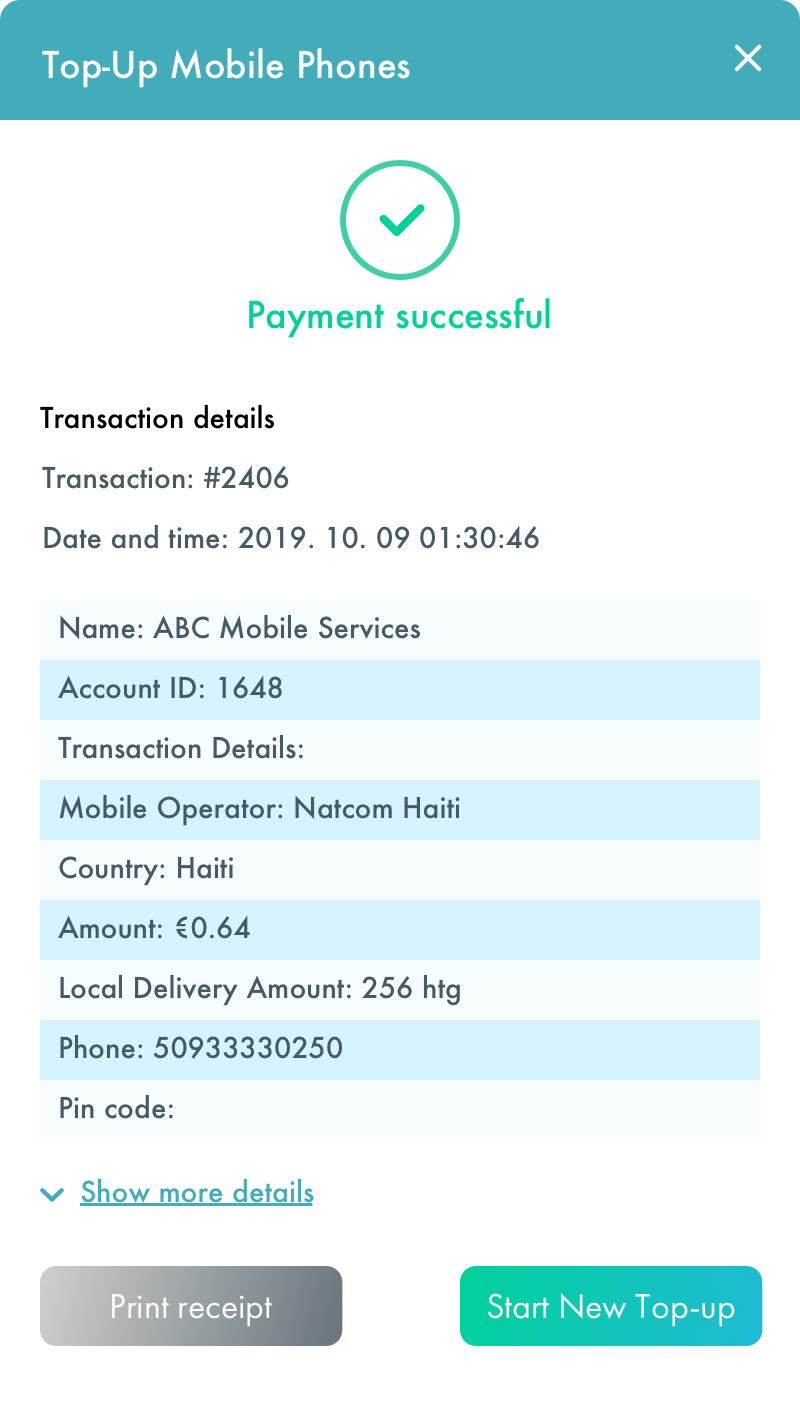 Top-Up Mobile Phones
Payment successful
Transaction details
Transaction: #2406
Date and time: 2019. 10. 09 01:30:46
Name: ABC Mobile Services
Account ID: 1648
Transaction Details:
Mobile Operator: Natcom Haiti
Country: Haiti
Amount: €0.64
Local Delivery Amount: 256 htg
Phone: 50933330250
Pin code:
Show more details
Print receipt
Start New Top-up